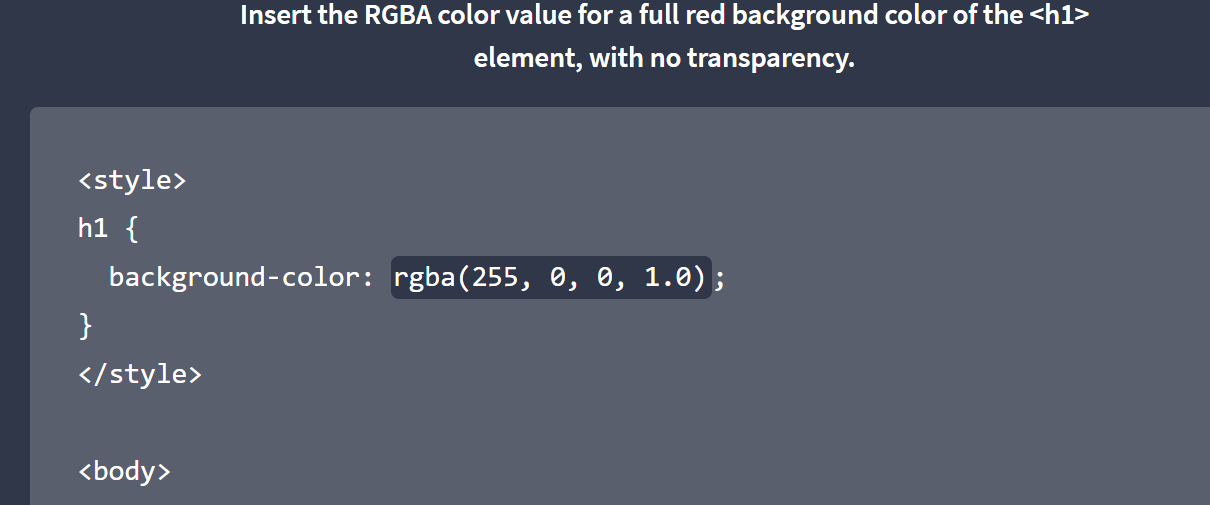 Insert the RGBA color value for a full red background color of the <h1>
element, with no transparency.
<style>
h1 {
  background-color: rgba(255, 0, 0, 1.0);
}
</style>
<body>